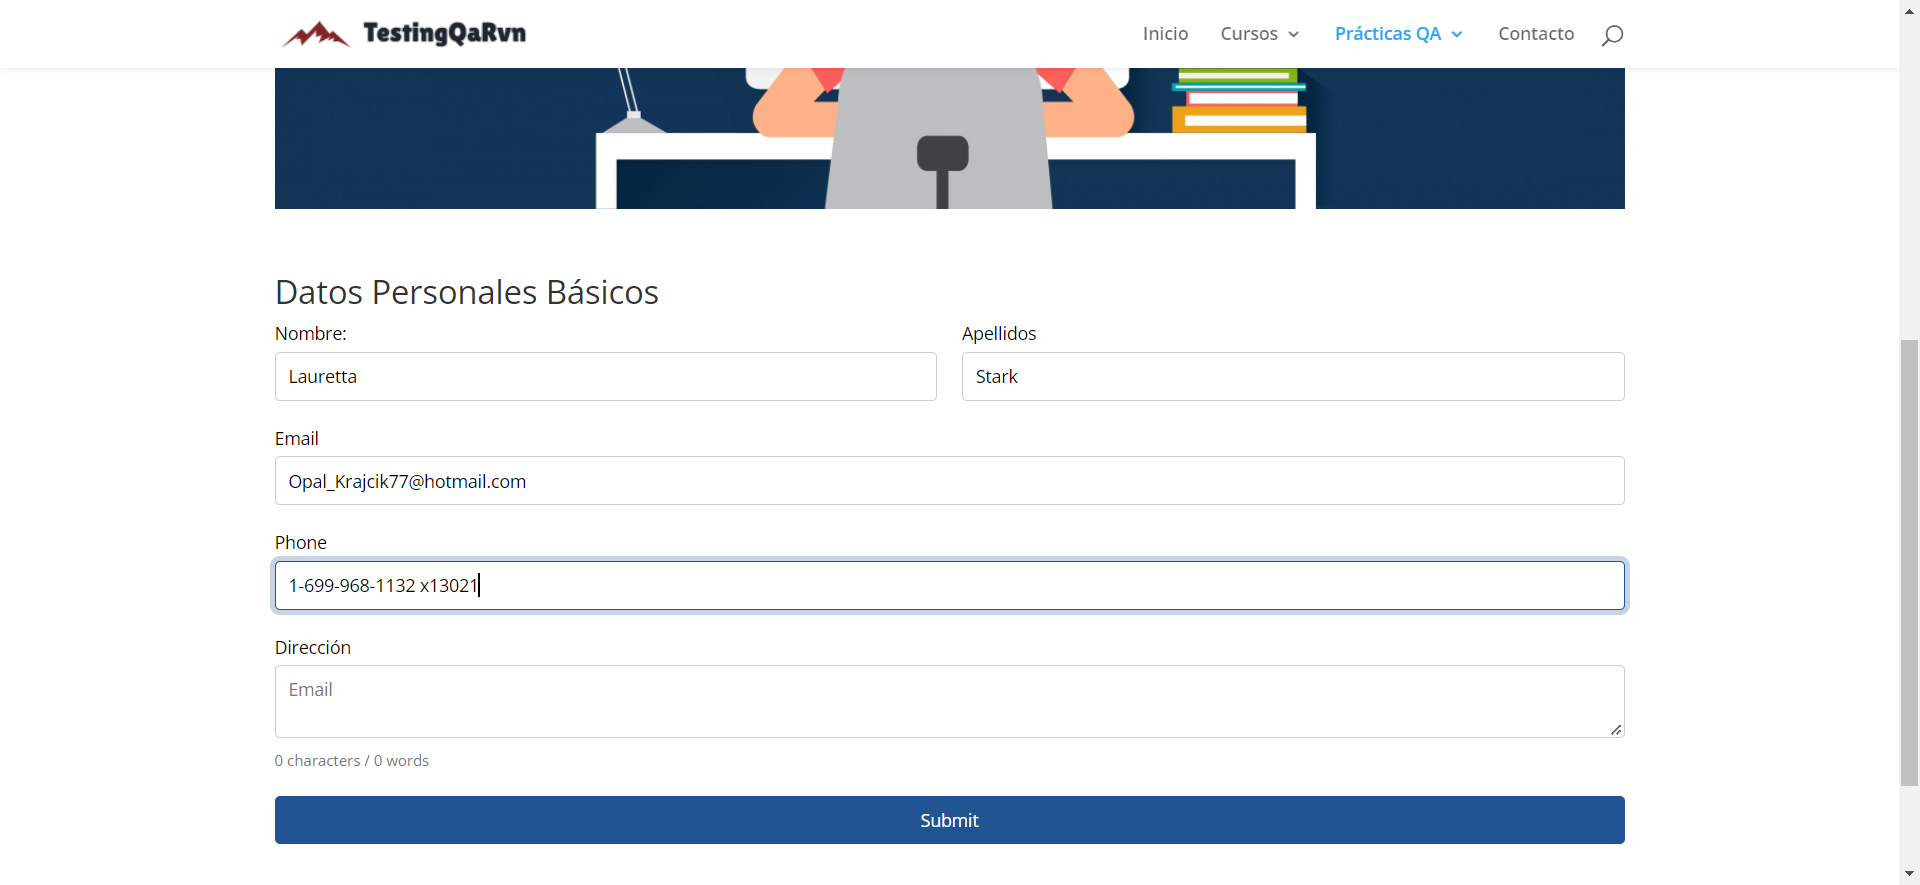 TestingQaRvn
Inicio Cursos Prácticas QA Contacto
Datos Personales Básicos
Nombre: Apellidos
Lauretta Stark
Email
Opal_Krajcik77@hotmail.com
Phone
1-699-968-1132 x13021
Dirección
Email
0 characters / 0 words
Submit